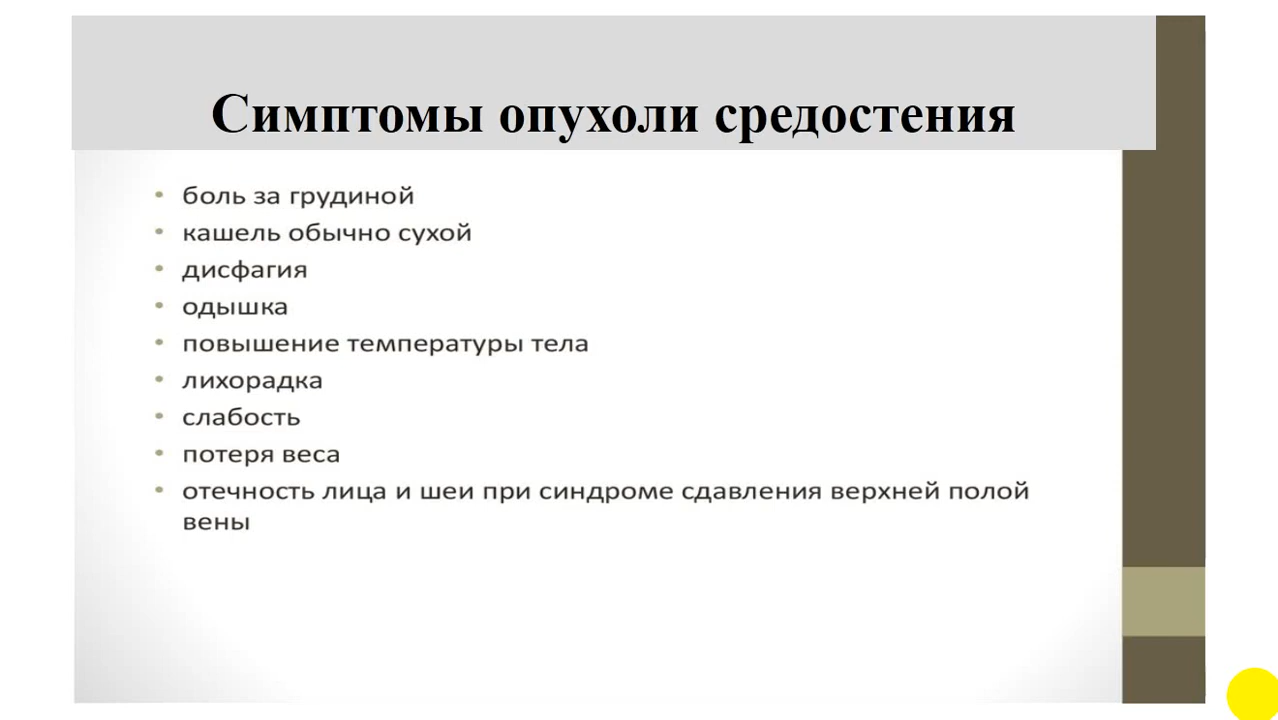 Симптомы опухоли средостения
• боль за грудиной
• кашель обычно сухой
• дисфагия
• одышка
• повышение температуры тела
• лихорадка
• слабость
• потеря веса
• отечность лица и шеи при синдроме сдавления верхней полой
вены